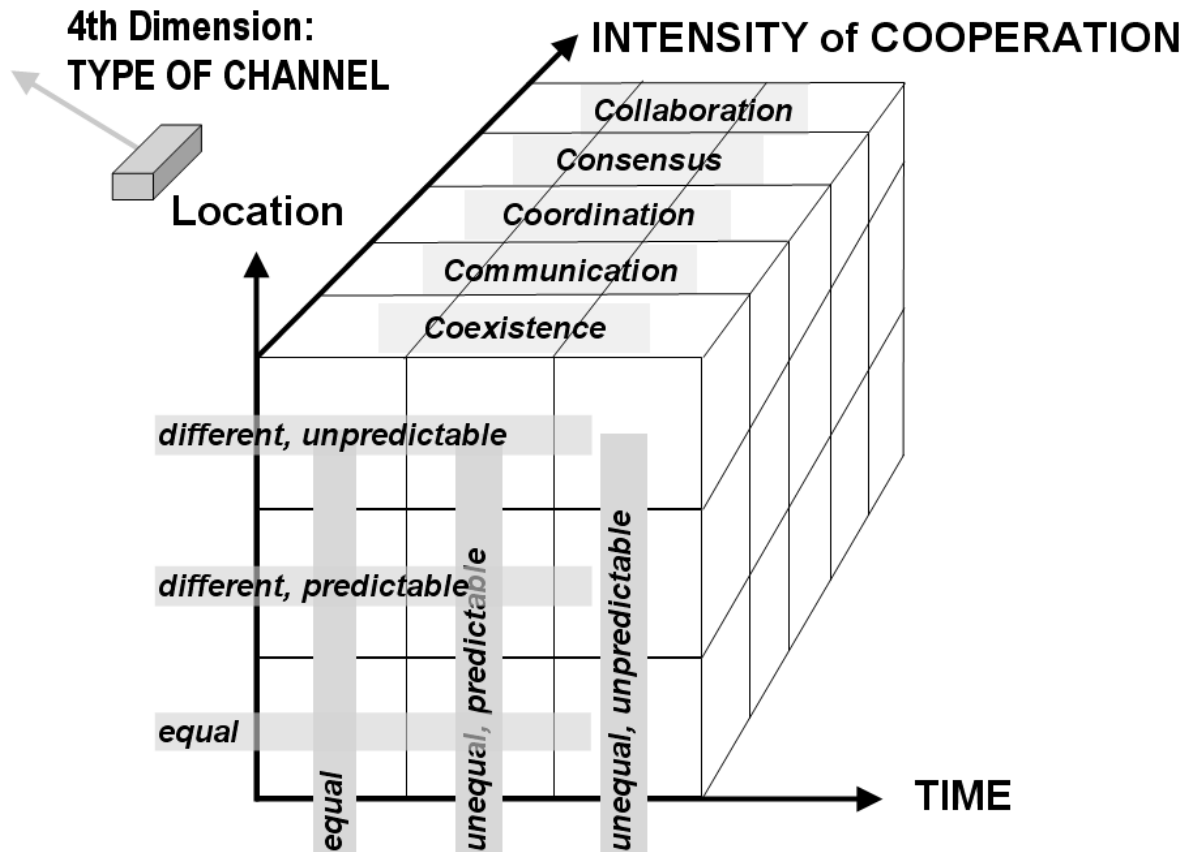 4th Dimension:
TYPE OF CHANNEL
INTENSITY of COOPERATION
Location
Collaboration
Consensus
Coordination
Communication
Coexistence
different, unpredictable
different, predictable
equal
equal
unequal, predictable
unequal, unpredictable
TIME